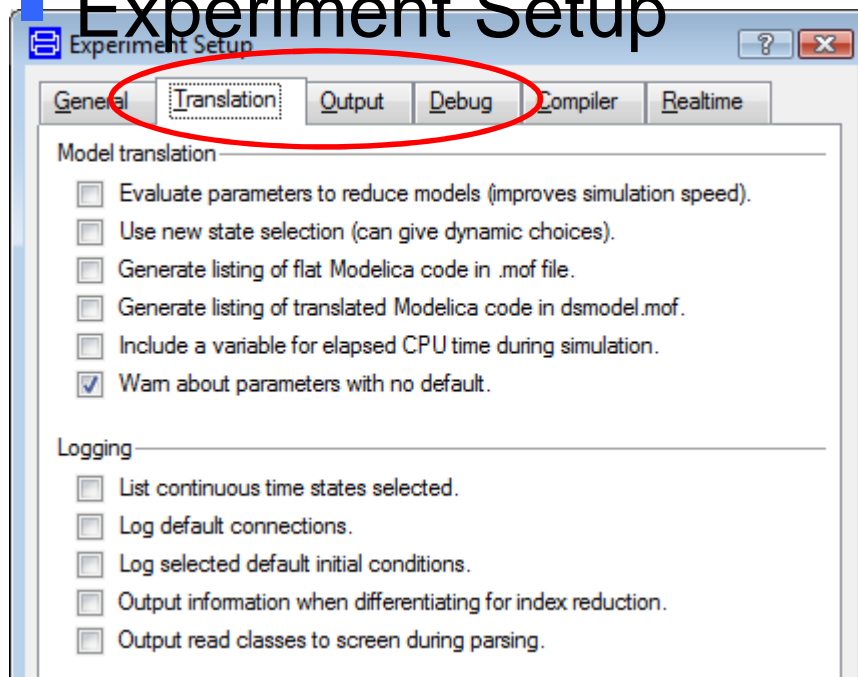 Experiment Setup
Experiment Setup
General Translation Output Debug Compiler Realtime
Model translation
Evaluate parameters to reduce models (improves simulation speed).
Use new state selection (can give dynamic choices).
Generate listing of flat Modelica code in .mof file.
Generate listing of translated Modelica code in dsmodel.mof.
Include a variable for elapsed CPU time during simulation.
Warn about parameters with no default.
Logging
List continuous time states selected.
Log default connections.
Log selected default initial conditions.
Output information when differentiating for index reduction.
Output read classes to screen during parsing.